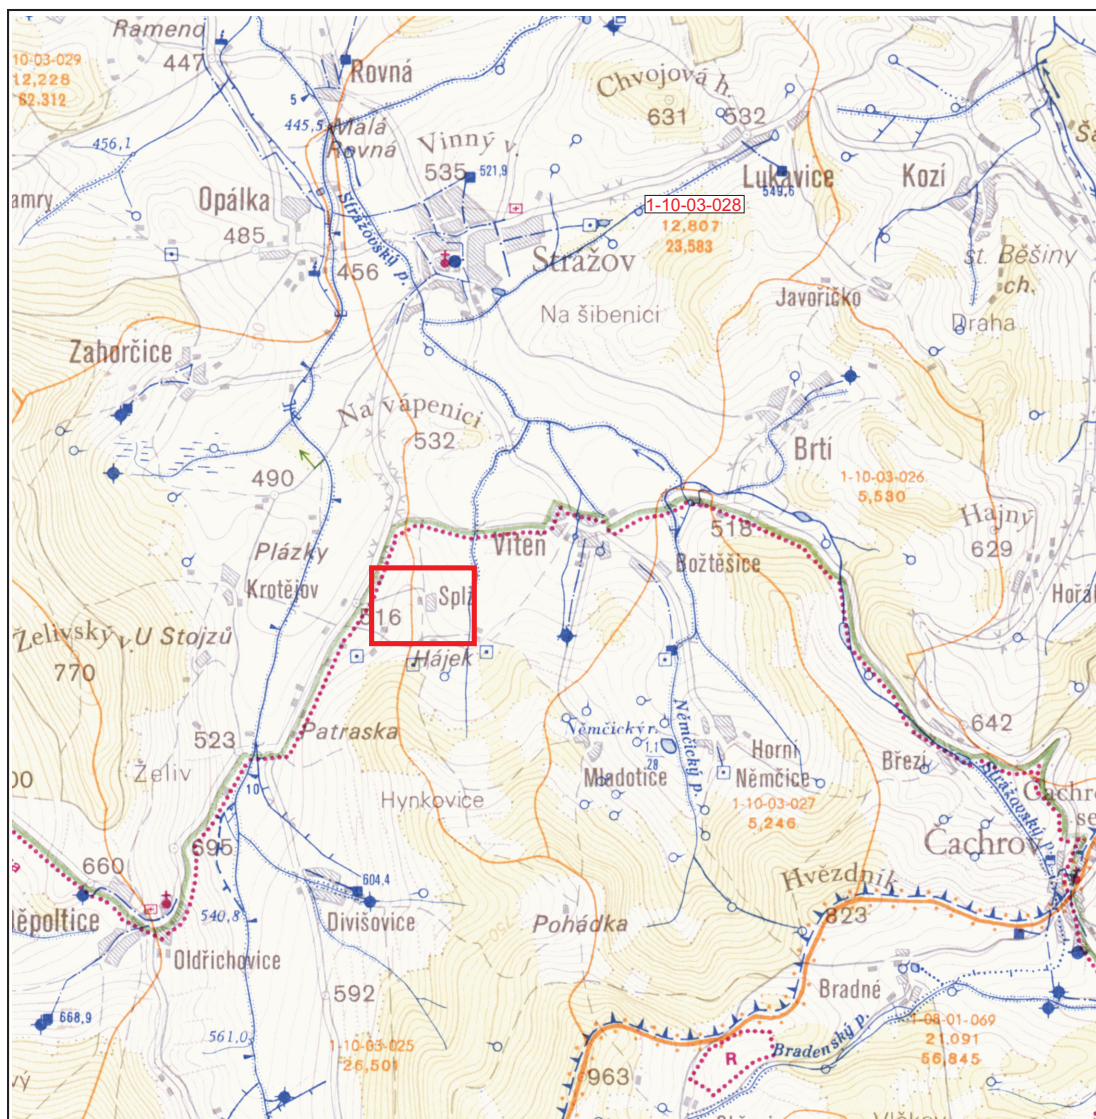 Rameno
447
10-03-029
12,228
62,312
Rovná
5
445,5
Malá
Rovná
456,1
Vinný v.
535
521,9
Chvojová h.
631
532
Lukavice
549,6
Kozí
1-10-03-028
12,807
23,583
amry
Opálka
485
456
Strážovský p.
Strážov
st. Běšiny
ch.
Javoříčko
Draha
Na šibenici
Zahorčice
Na vápenici
532
Brtí
1-10-03-026
5,530
490
Hajný
629
518
Plázky
Víten
Božtěšice
Krotějov
Splž
516
Želivský v.
770
U Stojzů
Hájek
523
Patraska
Želiv
10
Němčický r.
1,1
28
Němčický p.
Mladotice
Horní
Němčice
1-10-03-027
5,246
642
Březí
Strážovský p.
Čachrov
Hynkovice
695
660
604,4
540,8
Divišovice
Oldřichovice
Hvězdník
823
Pohádka
592
668,9
561,0
1-10-03-025
26,501
Bradné
1-08-01-069
21,091
56,845
Bradenský p.
R
963